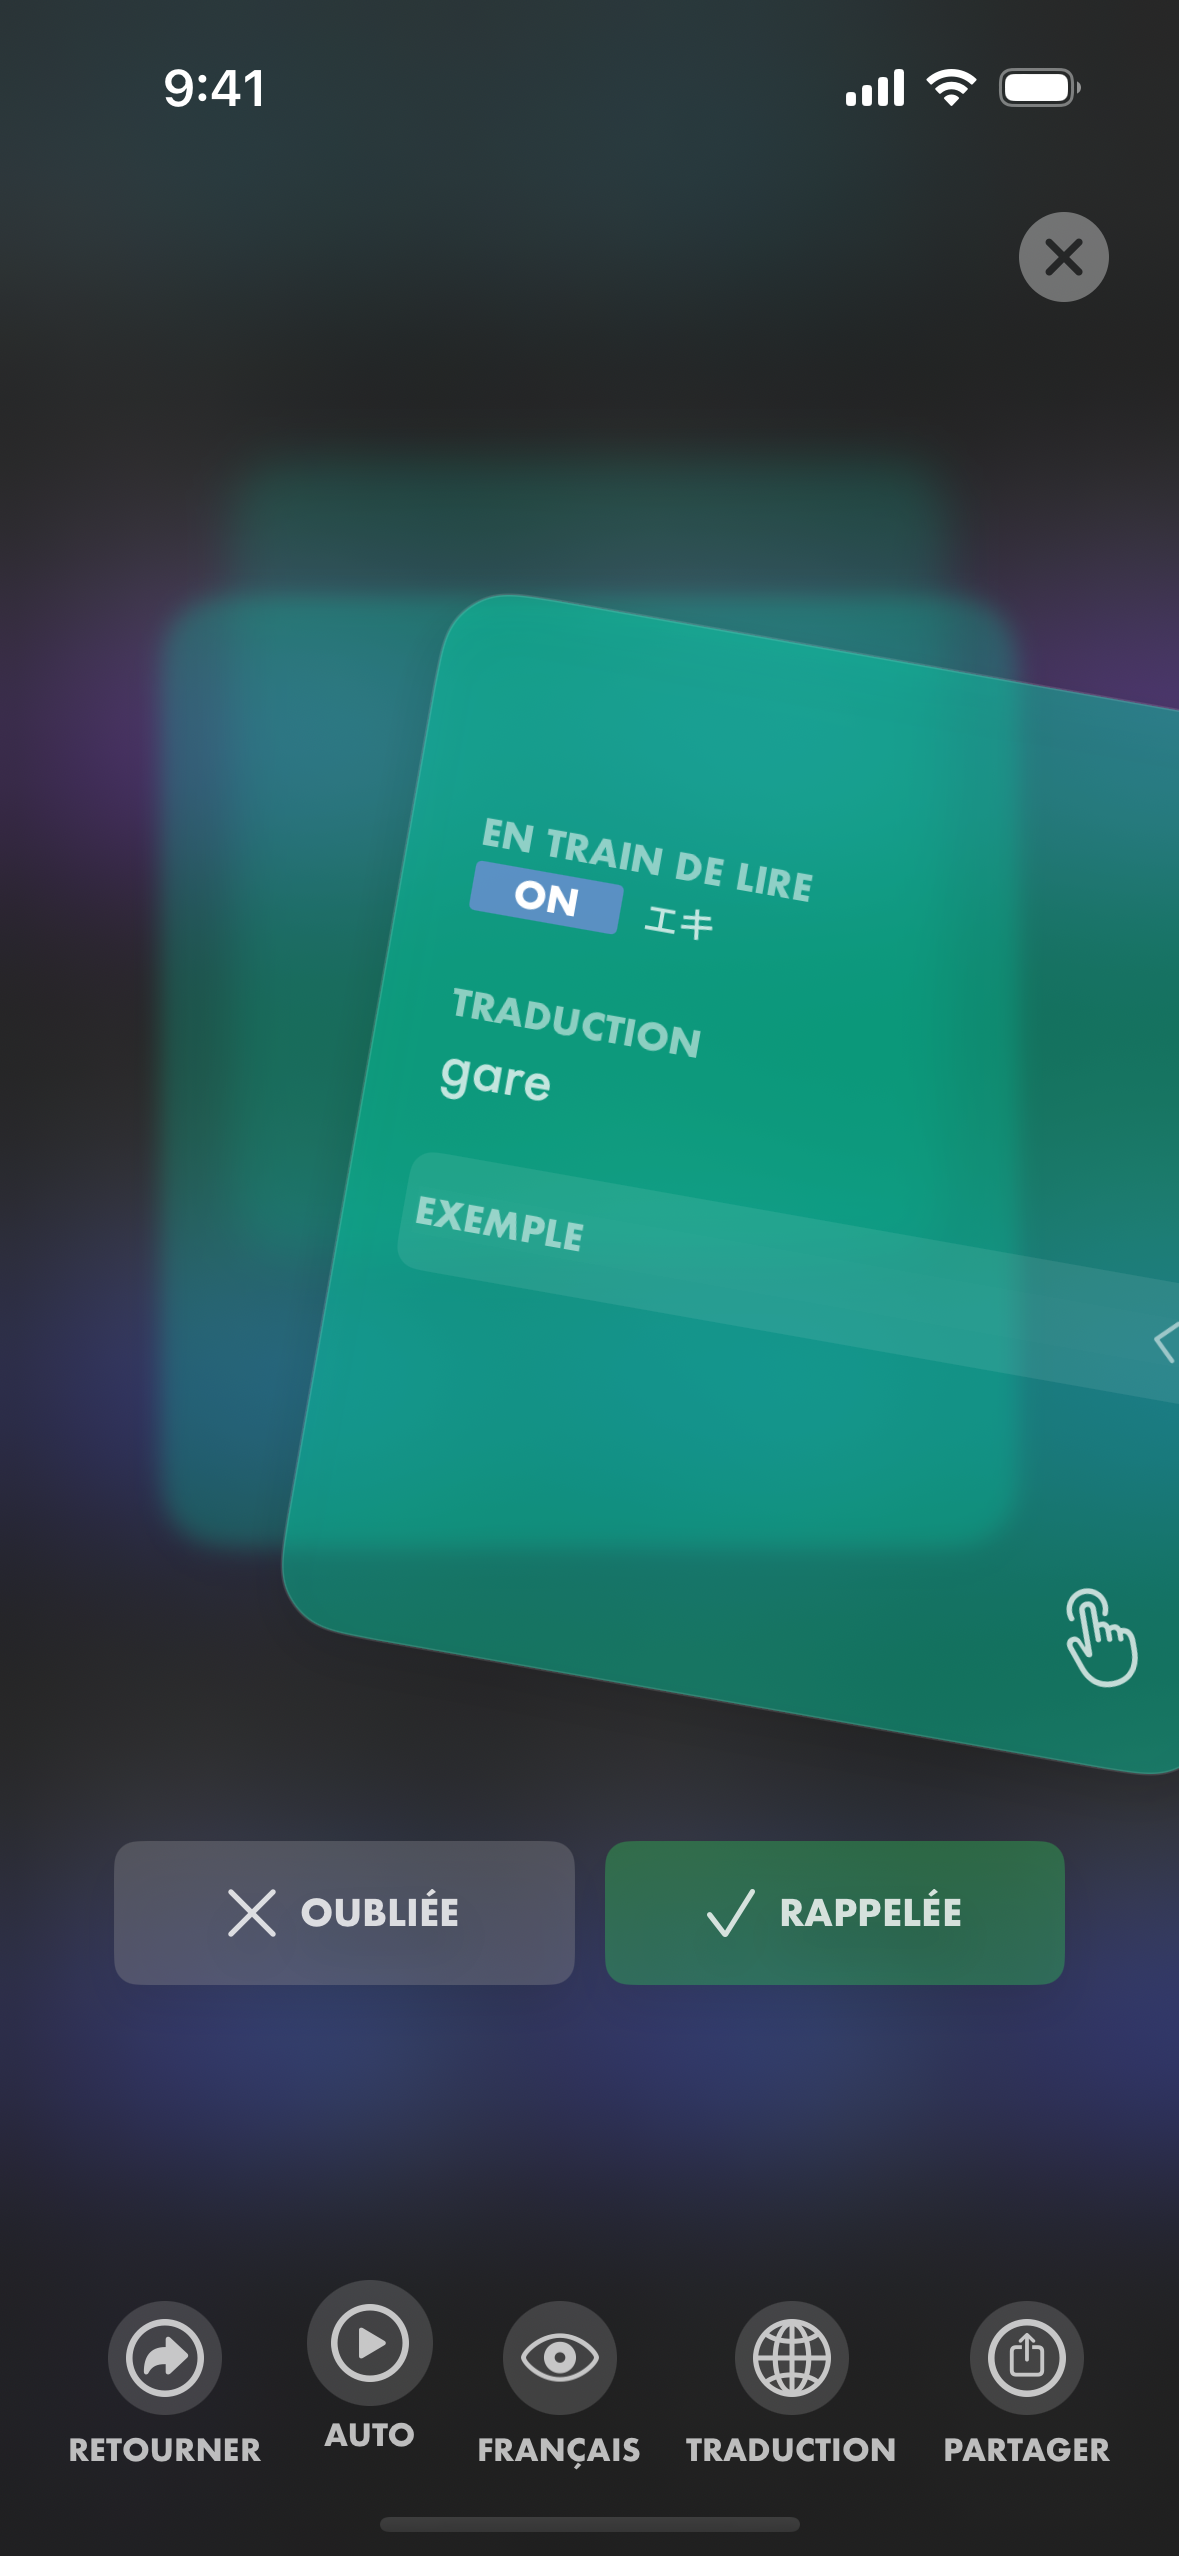 9:41
EN TRAIN DE LIRE
ON エキ
TRADUCTION
gare
EXEMPLE
OUBLIÉE
RAPPELÉE
RETOURNER
AUTO
FRANÇAIS
TRADUCTION
PARTAGER